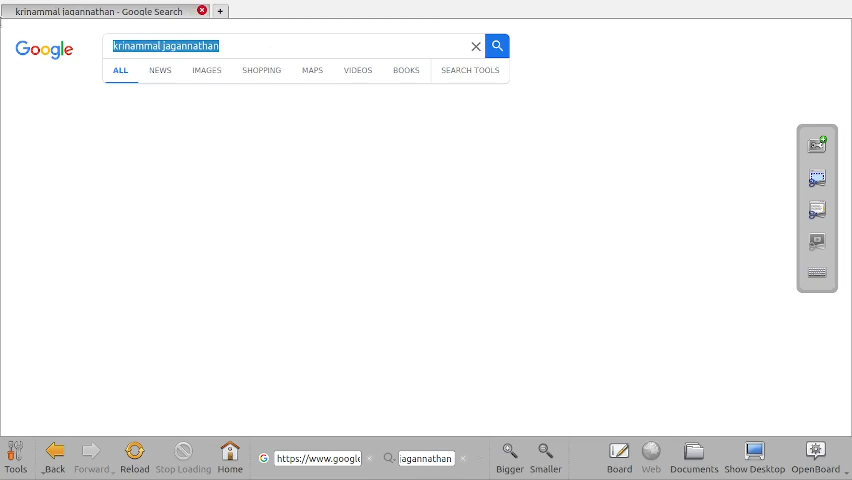 krinammal jagannathan - Google Search
+
Google
krinammal jagannathan
ALL NEWS IMAGES SHOPPING MAPS VIDEOS BOOKS SEARCH TOOLS
https://www.google jagannathan
Tools Back Forward Reload Stop Loading Home Bigger Smaller Board Web Documents Show Desktop OpenBoard